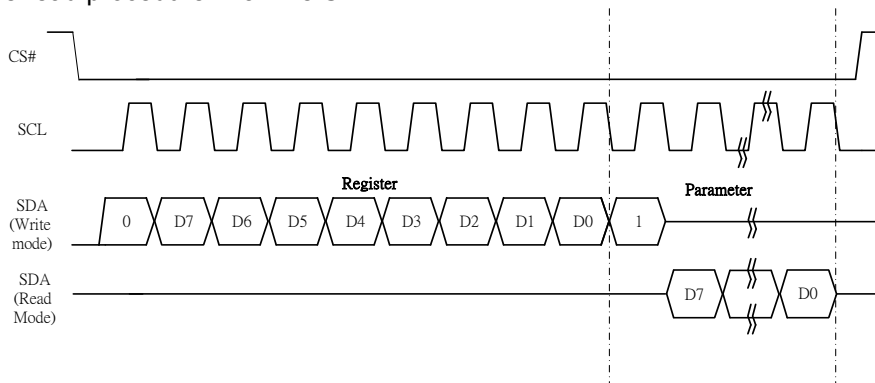 CS#
SCL
Register
Parameter
SDA
(Write
mode)
0 D7 D6 D5 D4 D3 D2 D1 D0 1
SDA
(Read
Mode)
D7 D0